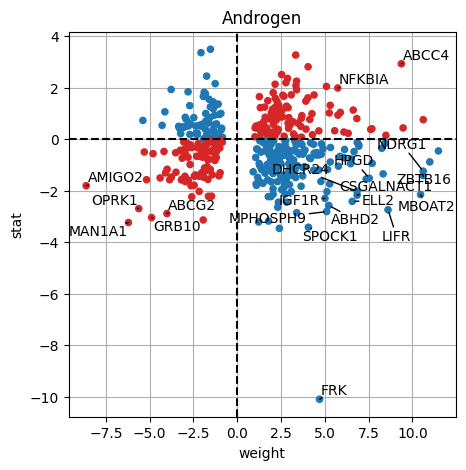 Androgen
4
2
0
−2
−4
−6
−8
−10
stat
ABCC4
NFKBIA
NDRG1
HPGD
DHCR24
ZBTB16
AMIGO2
CSGALNACT1
OPRK1
ABCG2
IGF1R
ELL2
MBOAT2
MPHOSPH9
ABHD2
MAN1A1
GRB10
SPOCK1
LIFR
FRK
−7.5
−5.0
−2.5
0.0
2.5
5.0
7.5
10.0
weight